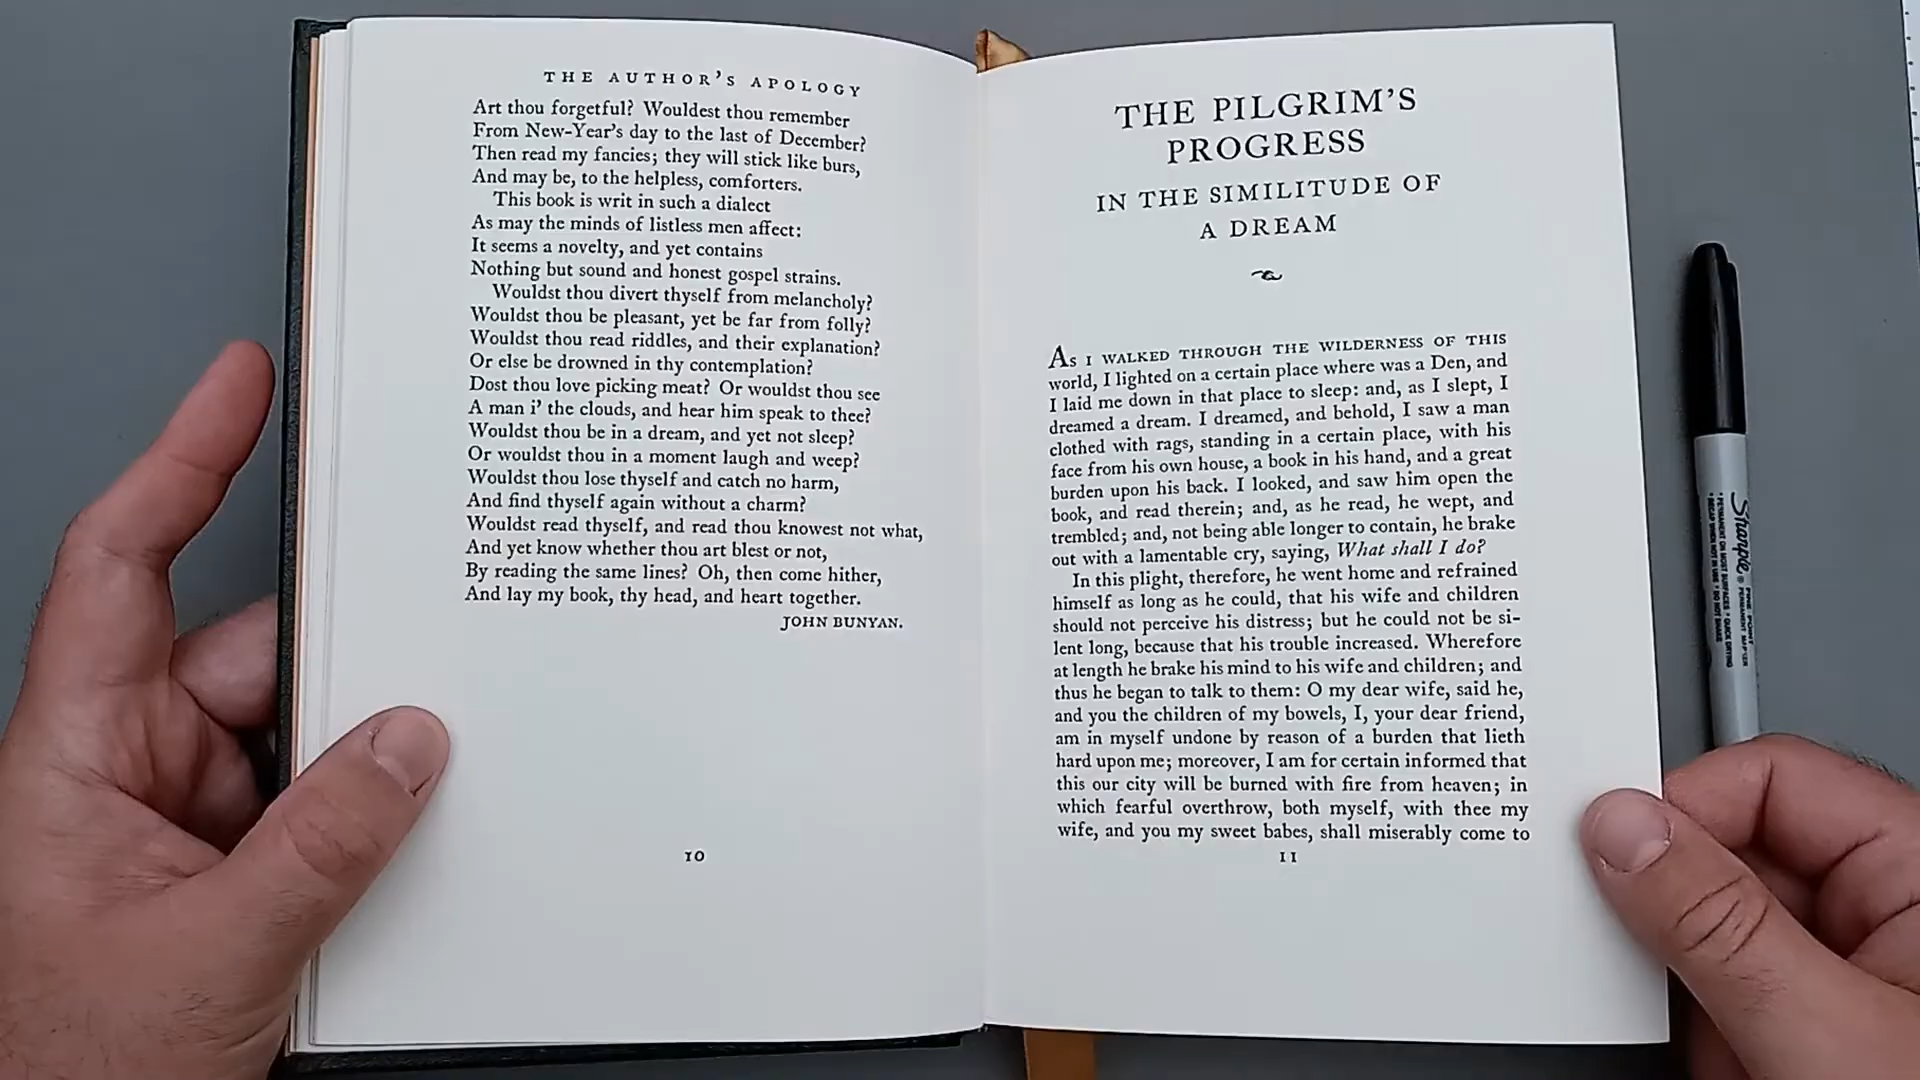 THE AUTHOR'S APOLOGY
Art thou forgetful? Wouldest thou remember
From New-Year's day to the last of December?
Then read my fancies; they will stick like burs,
And may be, to the helpless, comforters.
This book is writ in such a dialect
As may the minds of listless men affect:
It seems a novelty, and yet contains
Nothing but sound and honest gospel strains.
Wouldst thou divert thyself from melancholy?
Wouldst thou be pleasant, yet be far from folly?
Wouldst thou read riddles, and their explanation?
Or else be drowned in thy contemplation?
Dost thou love picking meat? Or wouldst thou see
A man i' the clouds, and hear him speak to thee?
Wouldst thou be in a dream, and yet not sleep?
Or wouldst thou in a moment laugh and weep?
Wouldst thou lose thyself and catch no harm,
And find thyself again without a charm?
Wouldst read thyself, and read thou knowest not what,
And yet know whether thou art blest or not,
By reading the same lines? Oh, then come hither,
And lay my book, thy head, and heart together.
JOHN BUNYAN.
10
THE PILGRIM'S
PROGRESS
IN THE SIMILITUDE OF
A DREAM
AS I WALKED THROUGH THE WILDERNESS OF THIS
world, I lighted on a certain place where was a Den, and
I laid me down in that place to sleep: and, as I slept, I
dreamed a dream. I dreamed, and behold, I saw a man
clothed with rags, standing in a certain place, with his
face from his own house, a book in his hand, and a great
burden upon his back. I looked, and saw him open the
book, and read therein; and, as he read, he wept, and
trembled; and, not being able longer to contain, he brake
out with a lamentable cry, saying, What shall I do?
In this plight, therefore, he went home and refrained
himself as long as he could, that his wife and children
should not perceive his distress; but he could not be si-
lent long, because that his trouble increased. Wherefore
at length he brake his mind to his wife and children; and
thus he began to talk to them: O my dear wife, said he,
and you the children of my bowels, I, your dear friend,
am in myself undone by reason of a burden that lieth
hard upon me; moreover, I am for certain informed that
this our city will be burned with fire from heaven; in
which fearful overthrow, both myself, with thee my
wife, and you my sweet babes, shall miserably come to
11
Sharpie
FINE POINT
PERMANENT MARKER
• PERMANENT ON MOST SURFACES • QUICK DRYING